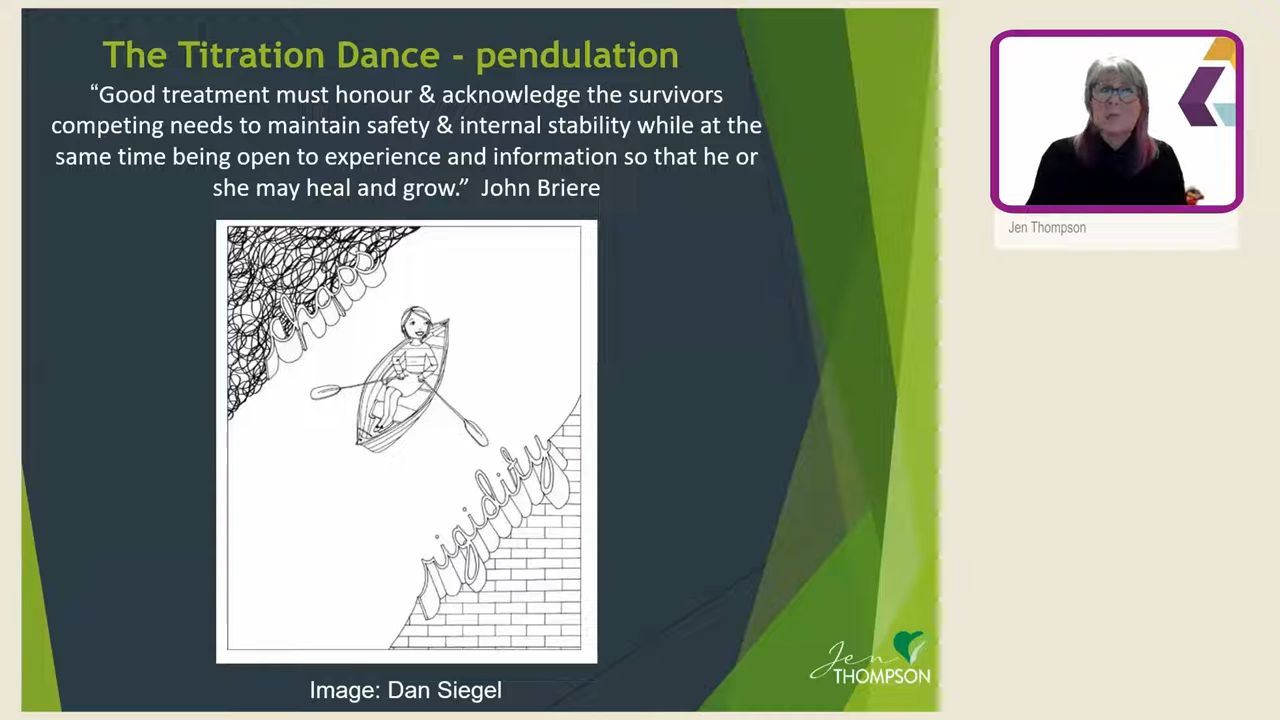 The Titration Dance - pendulation
“Good treatment must honour & acknowledge the survivors
competing needs to maintain safety & internal stability while at the
same time being open to experience and information so that he or
she may heal and grow.” John Briere
chaos
rigidity
Image: Dan Siegel
Jen
THOMPSON
Jen Thompson